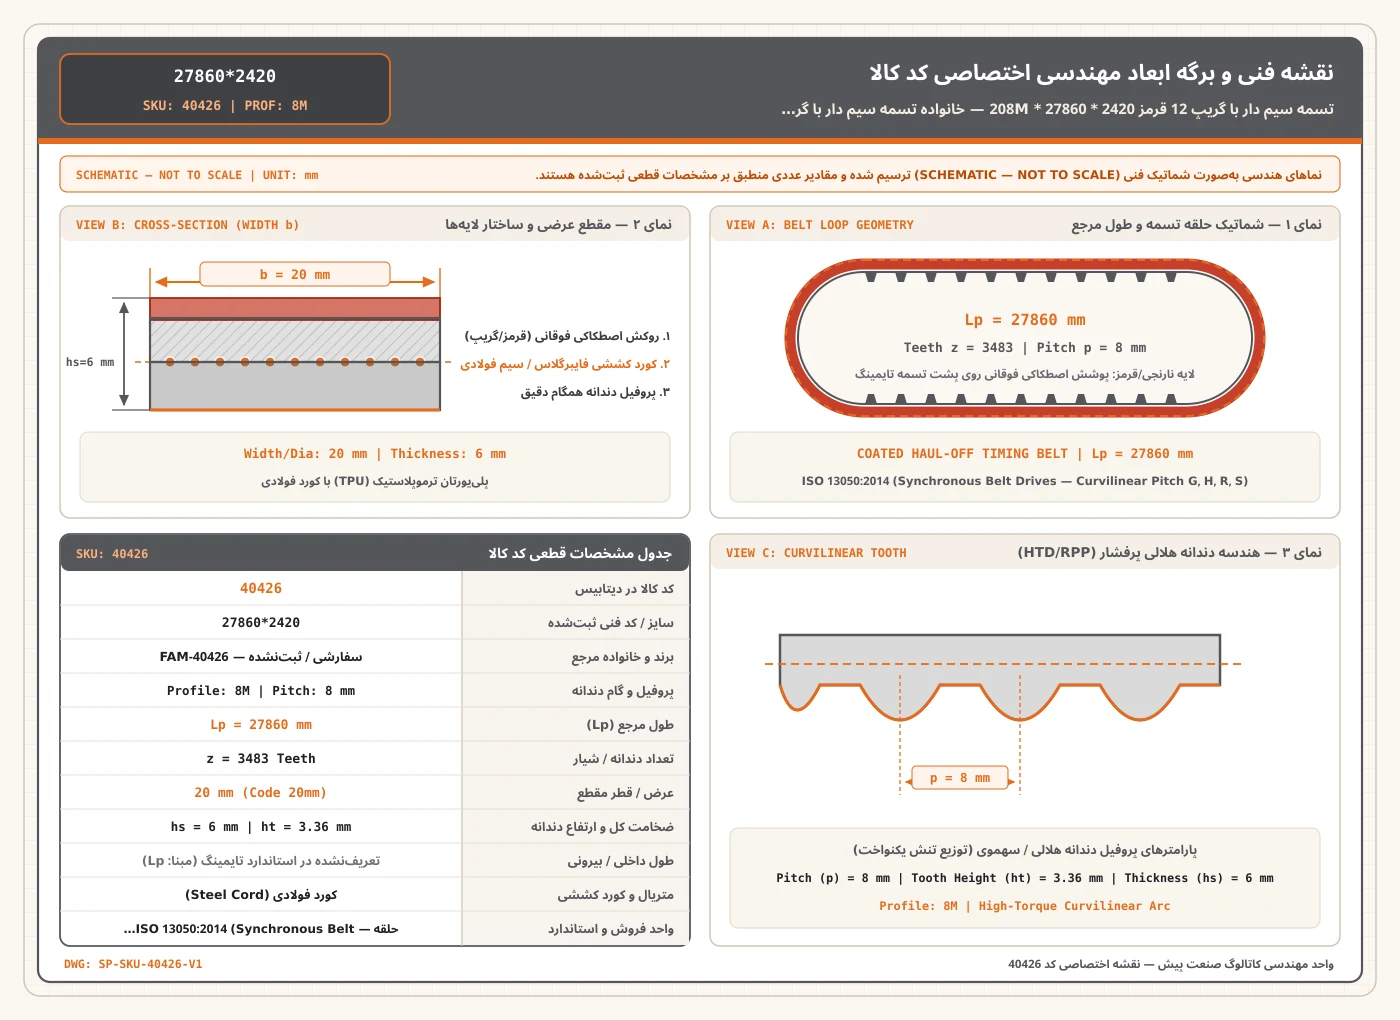 نقشه فنی و برگه ابعاد مهندسی اختصاصی کد کالا
تسمه سیم دار با گریپ 12 قرمز 2420 * 27860 * 208M — خانواده تسمه سیم دار با گر...
27860*2420
SKU: 40426 | PROF: 8M
نماهای هندسی به‌صورت شماتیک فنی (SCHEMATIC — NOT TO SCALE) ترسیم شده و مقادیر عددی منطبق بر مشخصات قطعی ثبت‌شده هستند.
SCHEMATIC — NOT TO SCALE | UNIT: mm
نمای ۱ — شماتیک حلقه تسمه و طول مرجع
VIEW A: BELT LOOP GEOMETRY
Lp = 27860 mm
Teeth z = 3483 | Pitch p = 8 mm
لایه نارنجی/قرمز: پوشش اصطکاکی فوقانی روی پشت تسمه تایمینگ
COATED HAUL-OFF TIMING BELT | Lp = 27860 mm
ISO 13050:2014 (Synchronous Belt Drives — Curvilinear Pitch G, H, R, S)
نمای ۲ — مقطع عرضی و ساختار لایه‌ها
VIEW B: CROSS-SECTION (WIDTH b)
b = 20 mm
hs=6 mm
۱. روکش اصطکاکی فوقانی (قرمز/گریپ)
۲. کورد کششی فایبرگلاس / سیم فولادی
۳. پروفیل دندانه همگام دقیق
Width/Dia: 20 mm | Thickness: 6 mm
پلی‌یورتان ترموپلاستیک (TPU) با کورد فولادی
نمای ۳ — هندسه دندانه هلالی پرفشار (HTD/RPP)
VIEW C: CURVILINEAR TOOTH
p = 8 mm
پارامترهای پروفیل دندانه هلالی / سهموی (توزیع تنش یکنواخت)
Pitch (p) = 8 mm | Tooth Height (ht) = 3.36 mm | Thickness (hs) = 6 mm
Profile: 8M | High-Torque Curvilinear Arc
جدول مشخصات قطعی کد کالا
SKU: 40426
کد کالا در دیتابیس
40426
سایز / کد فنی ثبت‌شده
27860*2420
برند و خانواده مرجع
سفارشی / ثبت‌نشده — FAM-40426
پروفیل و گام دندانه
Profile: 8M | Pitch: 8 mm
طول مرجع (Lp)
Lp = 27860 mm
تعداد دندانه / شیار
z = 3483 Teeth
عرض / قطر مقطع
20 mm (Code 20mm)
ضخامت کل و ارتفاع دندانه
hs = 6 mm | ht = 3.36 mm
طول داخلی / بیرونی
تعریف‌نشده در استاندارد تایمینگ (مبنا: Lp)
متریال و کورد کششی
کورد فولادی (Steel Cord)
واحد فروش و استاندارد
حلقه — ISO 13050:2014 (Synchronous Belt...
واحد مهندسی کاتالوگ صنعت پیش — نقشه اختصاصی کد 40426
DWG: SP-SKU-40426-V1